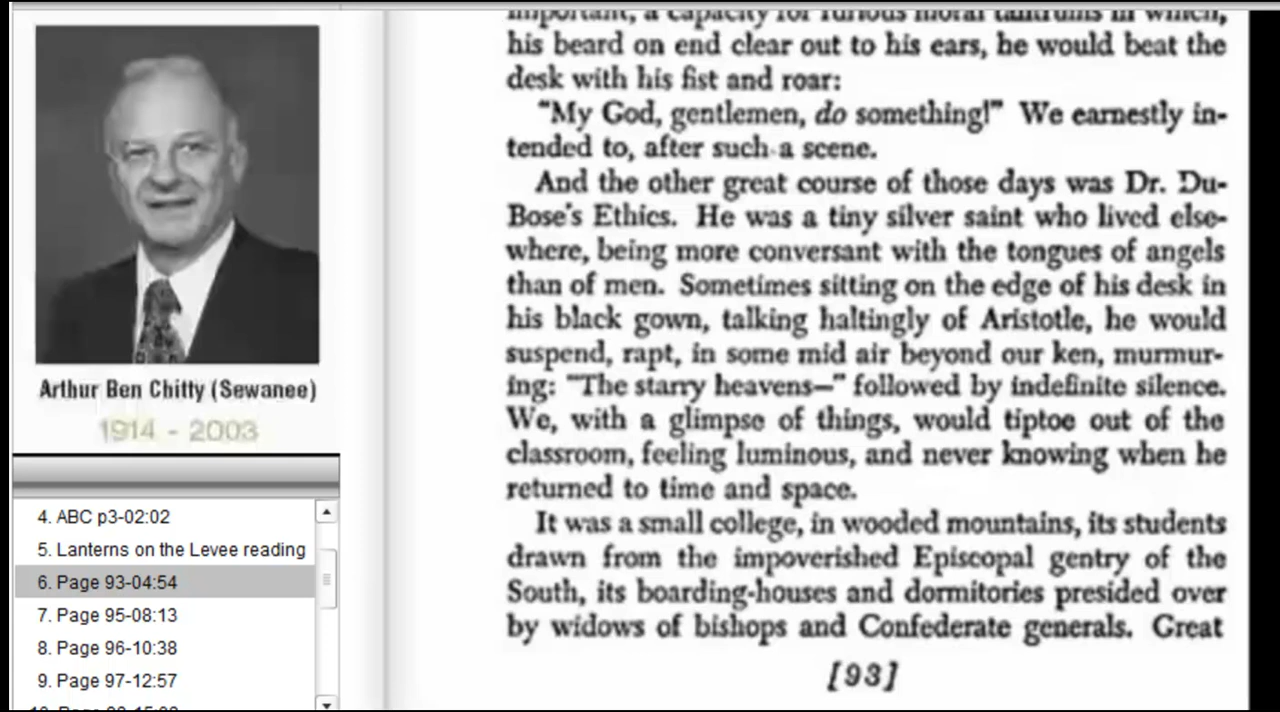 Arthur Ben Chitty (Sewanee)
1914 - 2003
4. ABC p3-02:02
5. Lanterns on the Levee reading
6. Page 93-04:54
7. Page 95-08:13
8. Page 96-10:38
9. Page 97-12:57
important, a capacity for furious moral tantrums in which,
his beard on end clear out to his ears, he would beat the
desk with his fist and roar:
"My God, gentlemen, do something!" We earnestly in-
tended to, after such a scene.
And the other great course of those days was Dr. Du-
Bose's Ethics. He was a tiny silver saint who lived else-
where, being more conversant with the tongues of angels
than of men. Sometimes sitting on the edge of his desk in
his black gown, talking haltingly of Aristotle, he would
suspend, rapt, in some mid air beyond our ken, murmur-
ing: "The starry heavens—" followed by indefinite silence.
We, with a glimpse of things, would tiptoe out of the
classroom, feeling luminous, and never knowing when he
returned to time and space.
It was a small college, in wooded mountains, its students
drawn from the impoverished Episcopal gentry of the
South, its boarding-houses and dormitories presided over
by widows of bishops and Confederate generals. Great
[93]